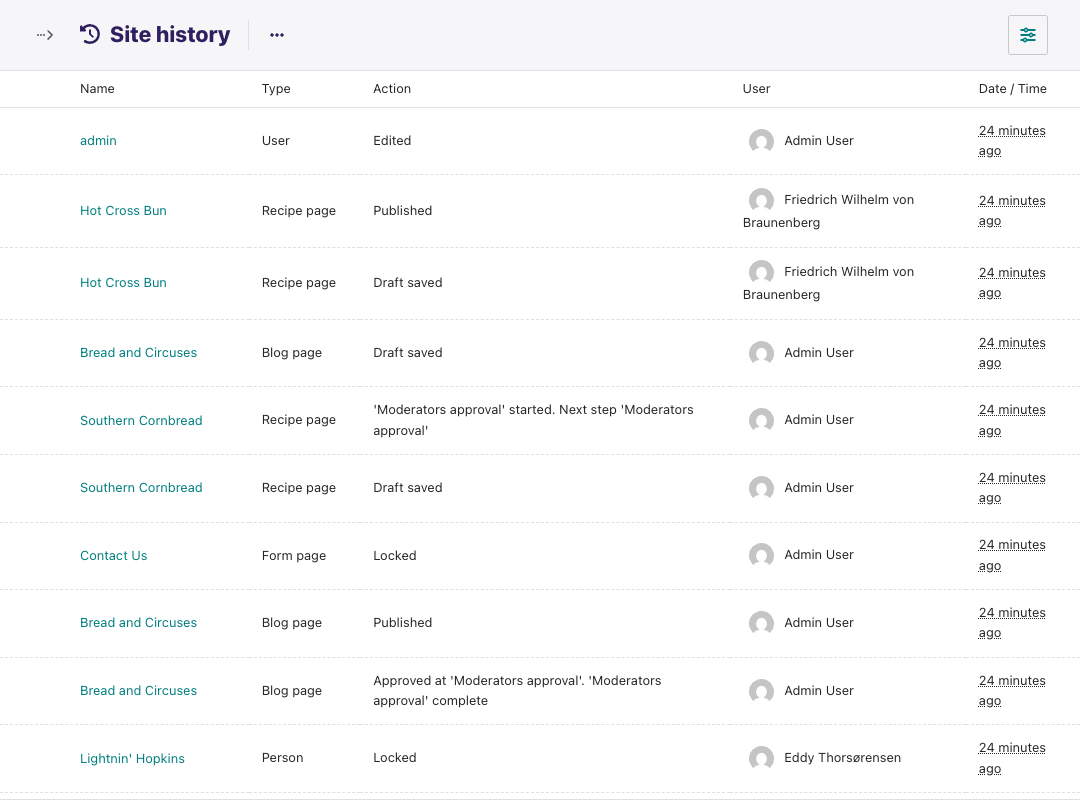 Site history
Name Type Action User Date / Time
admin User Edited Admin User 24 minutes
ago
Hot Cross Bun Recipe page Published Friedrich Wilhelm von
Braunenberg 24 minutes
ago
Hot Cross Bun Recipe page Draft saved Friedrich Wilhelm von
Braunenberg 24 minutes
ago
Bread and Circuses Blog page Draft saved Admin User 24 minutes
ago
Southern Cornbread Recipe page 'Moderators approval' started. Next step 'Moderators
approval' Admin User 24 minutes
ago
Southern Cornbread Recipe page Draft saved Admin User 24 minutes
ago
Contact Us Form page Locked Admin User 24 minutes
ago
Bread and Circuses Blog page Published Admin User 24 minutes
ago
Bread and Circuses Blog page Approved at 'Moderators approval'. 'Moderators
approval' complete Admin User 24 minutes
ago
Lightnin' Hopkins Person Locked Eddy Thorsørensen 24 minutes
ago